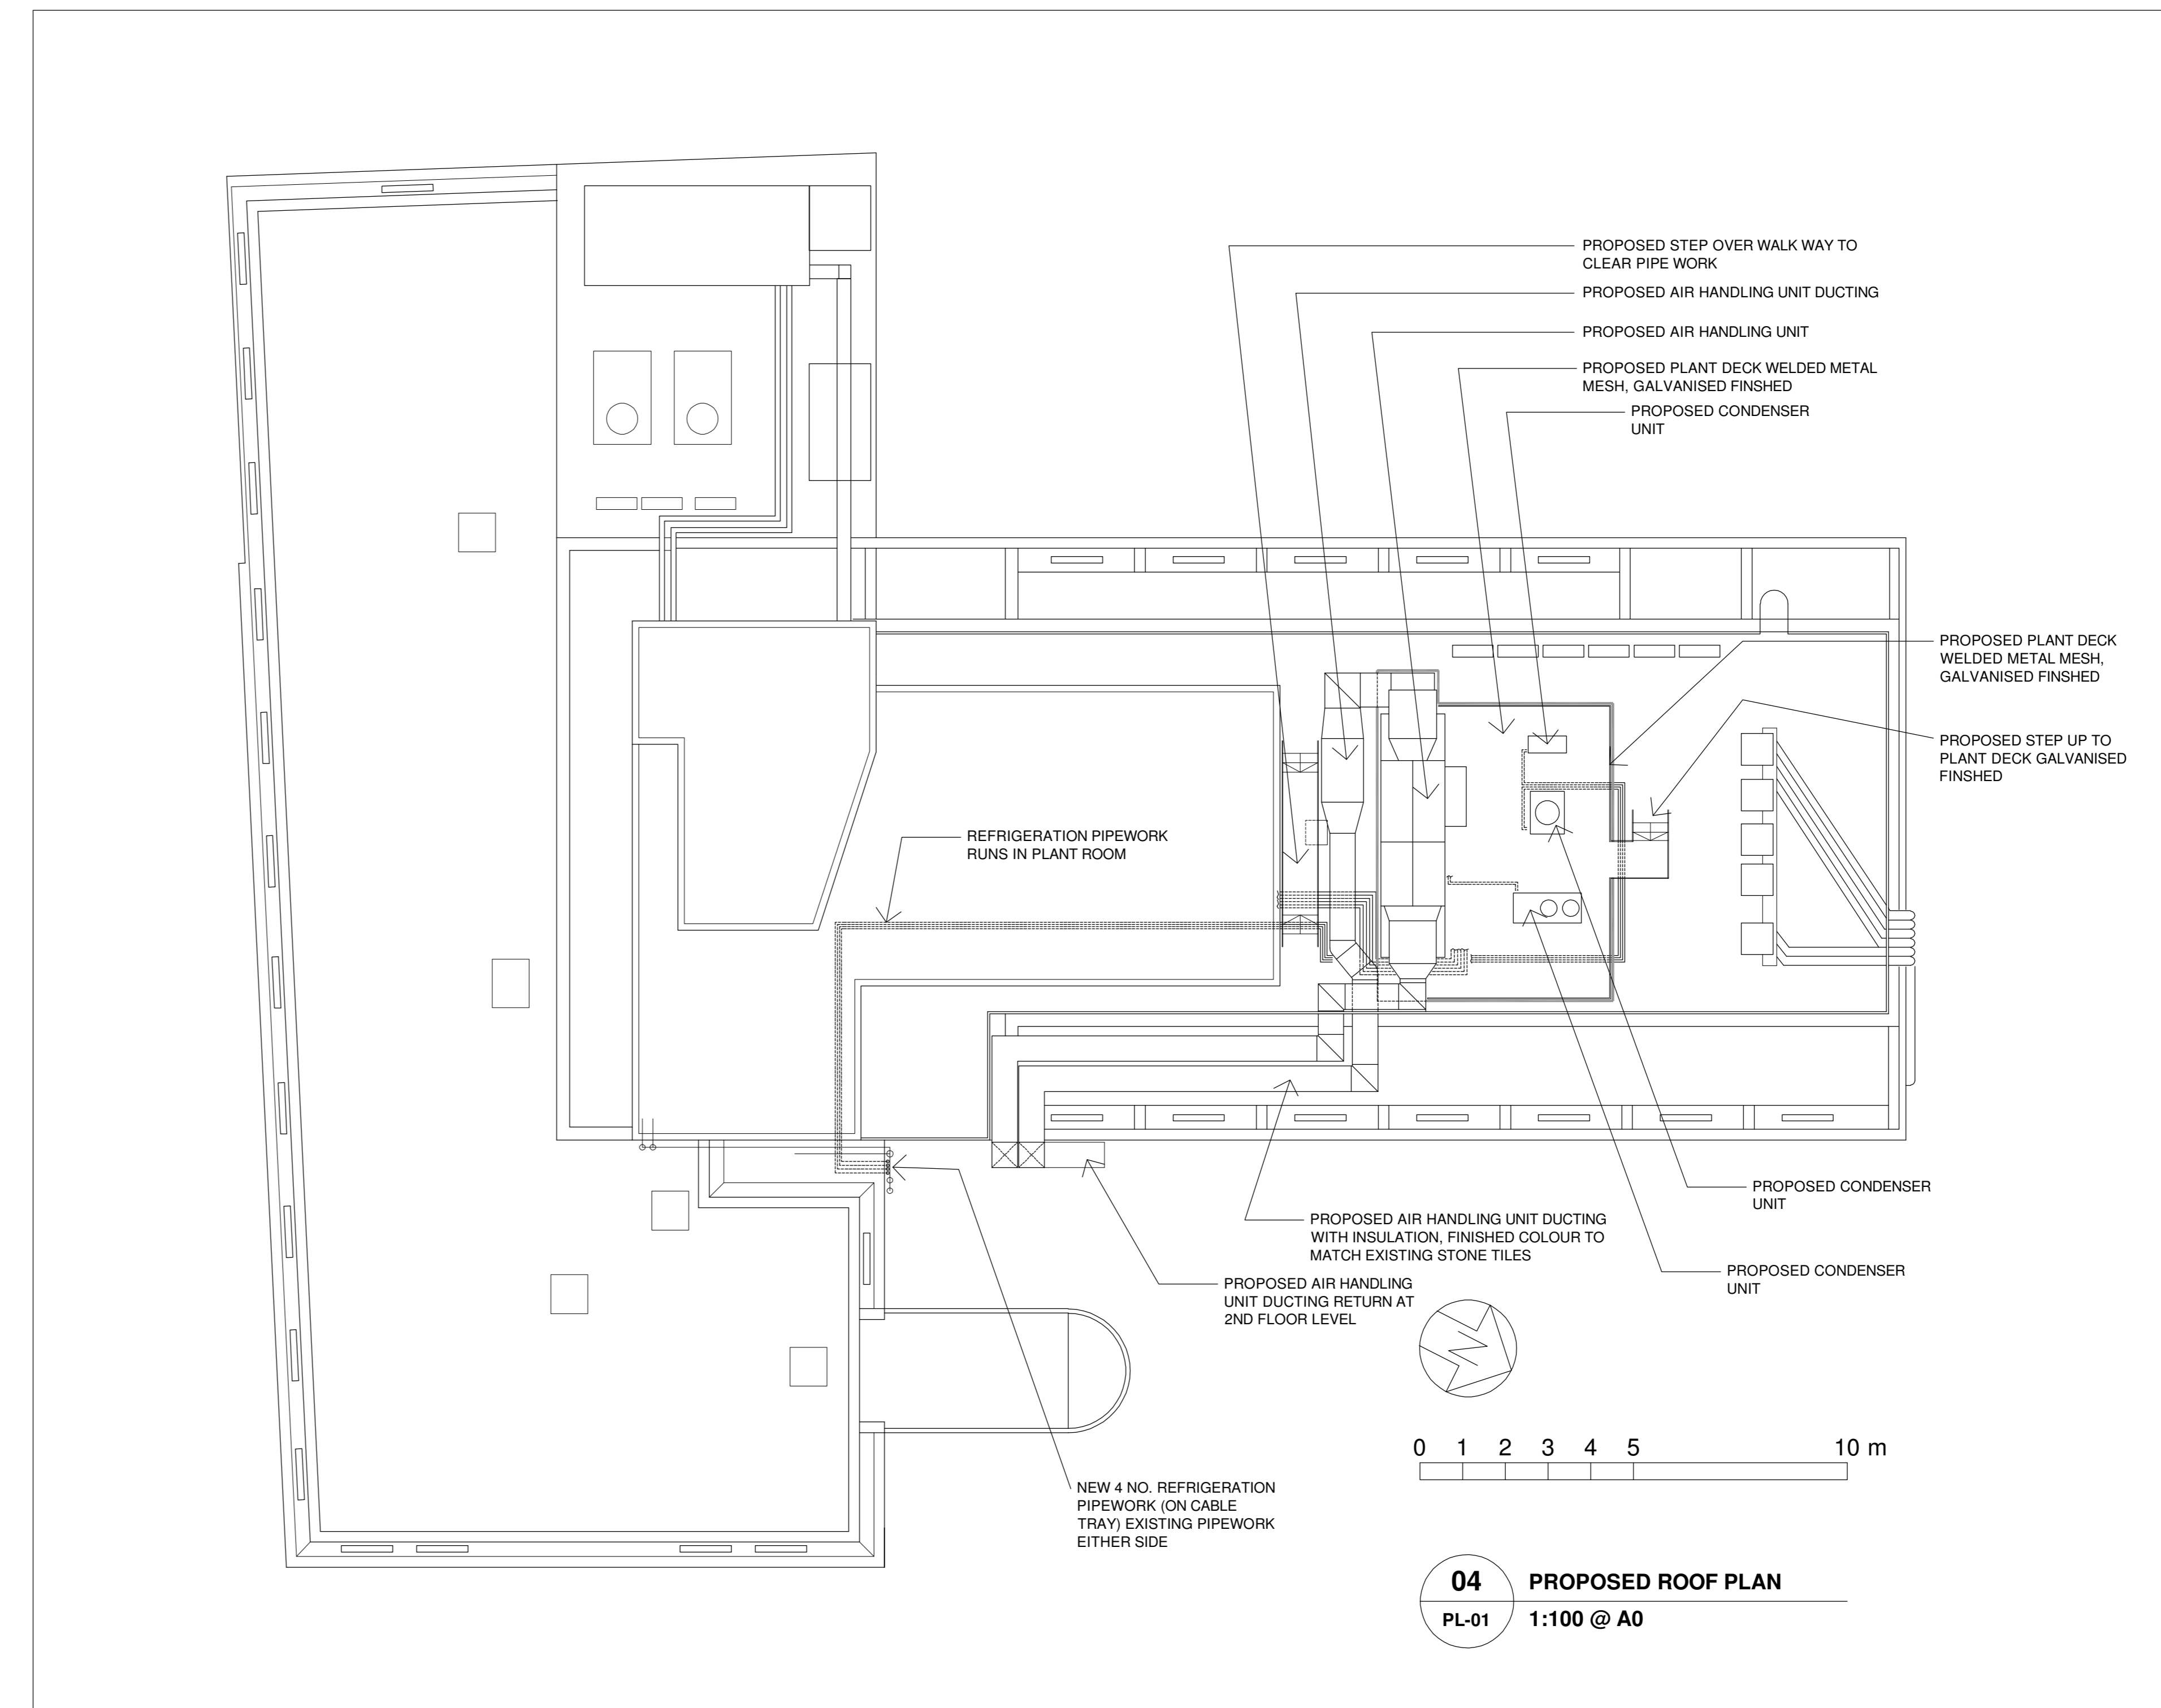 PROPOSED STEP OVER WALK WAY TO
CLEAR PIPE WORK
PROPOSED AIR HANDLING UNIT DUCTING
PROPOSED AIR HANDLING UNIT
PROPOSED PLANT DECK WELDED METAL
MESH, GALVANISED FINSHED
PROPOSED CONDENSER
UNIT
PROPOSED PLANT DECK
WELDED METAL MESH,
GALVANISED FINSHED
PROPOSED STEP UP TO
PLANT DECK GALVANISED
FINSHED
REFRIGERATION PIPEWORK
RUNS IN PLANT ROOM
PROPOSED CONDENSER
UNIT
PROPOSED AIR HANDLING UNIT DUCTING
WITH INSULATION, FINISHED COLOUR TO
MATCH EXISTING STONE TILES
PROPOSED CONDENSER
UNIT
PROPOSED AIR HANDLING
UNIT DUCTING RETURN AT
2ND FLOOR LEVEL
N
0 1 2 3 4 5 10 m
NEW 4 NO. REFRIGERATION
PIPEWORK (ON CABLE
TRAY) EXISTING PIPEWORK
EITHER SIDE
04
PL-01
PROPOSED ROOF PLAN
1:100 @ A0